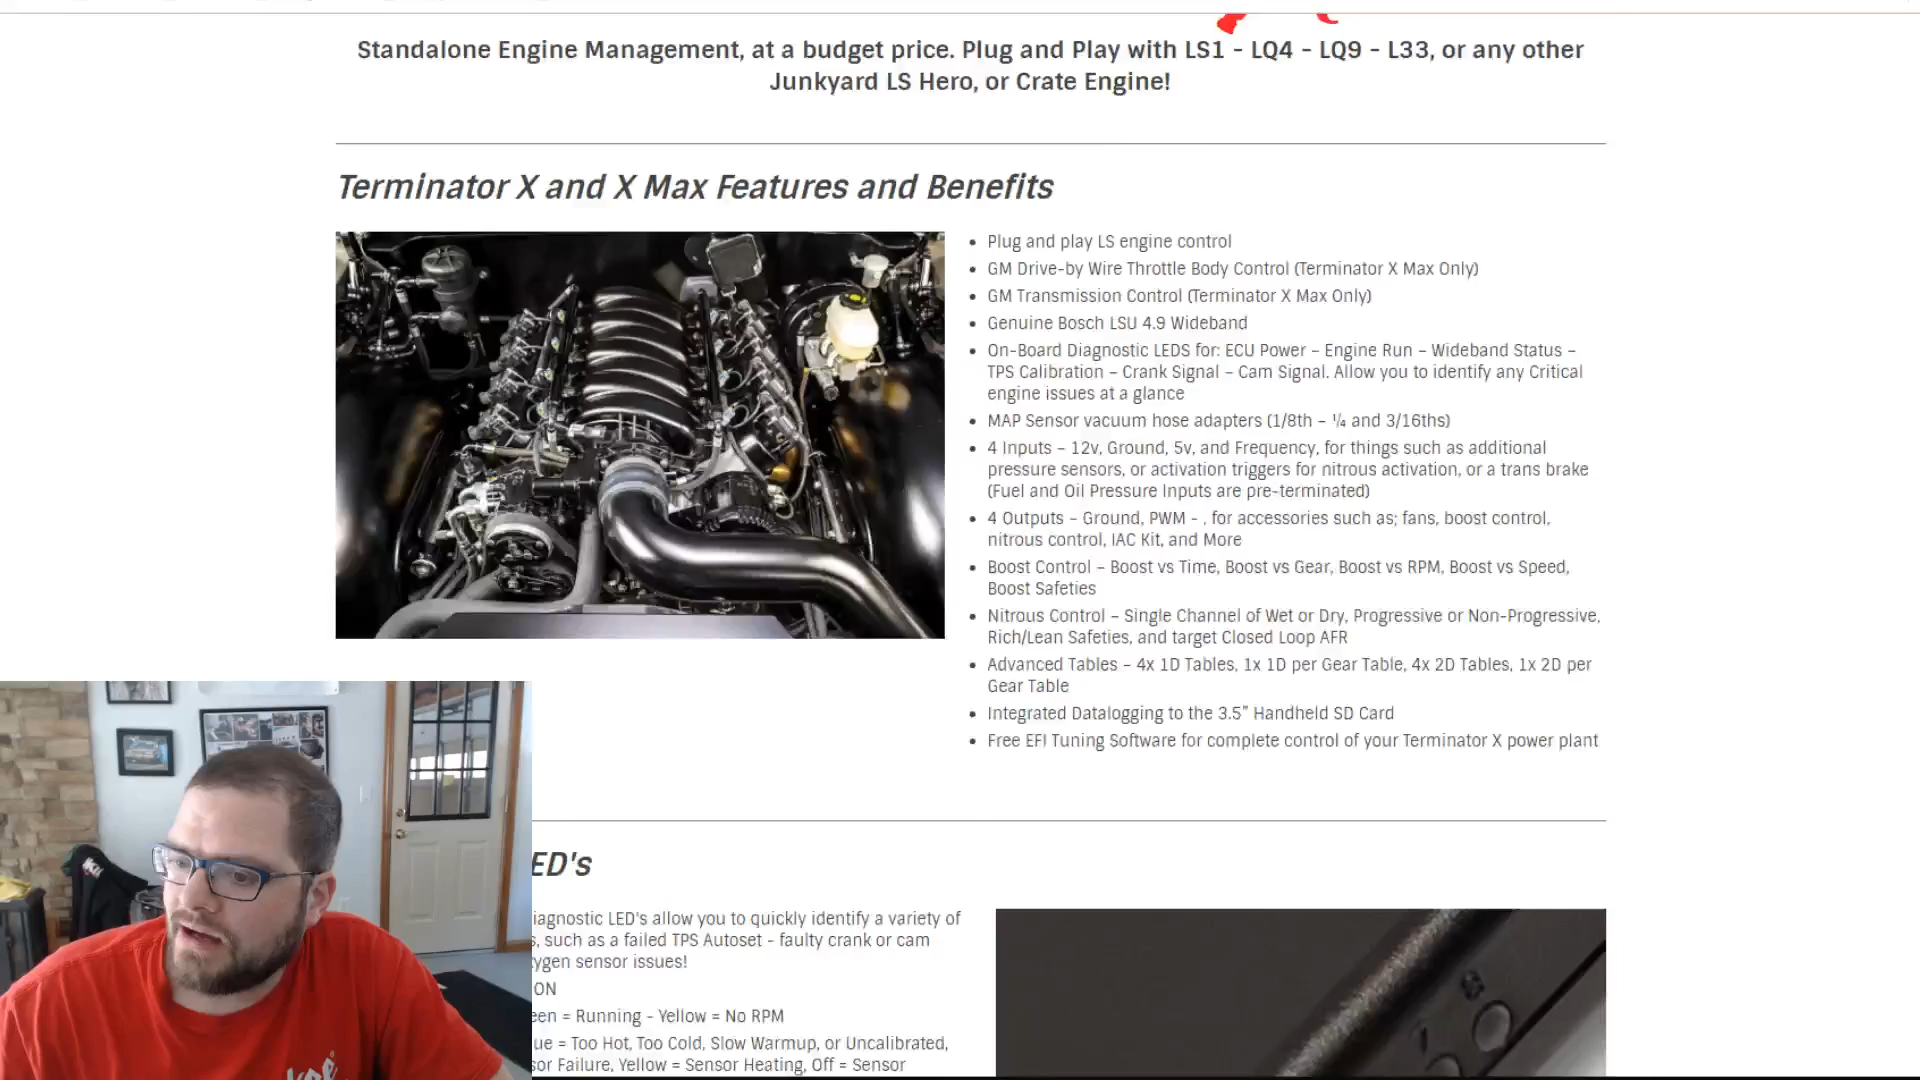 Standalone Engine Management, at a budget price. Plug and Play with LS1 - LQ4 - LQ9 - L33, or any other
Junkyard LS Hero, or Crate Engine!
Terminator X and X Max Features and Benefits
Plug and play LS engine control
GM Drive-by Wire Throttle Body Control (Terminator X Max Only)
GM Transmission Control (Terminator X Max Only)
Genuine Bosch LSU 4.9 Wideband
On-Board Diagnostic LEDS for: ECU Power – Engine Run – Wideband Status –
TPS Calibration – Crank Signal – Cam Signal. Allow you to identify any Critical
engine issues at a glance
MAP Sensor vacuum hose adapters (1/8th – ¼ and 3/16ths)
4 Inputs – 12v, Ground, 5v, and Frequency, for things such as additional
pressure sensors, or activation triggers for nitrous activation, or a trans brake
(Fuel and Oil Pressure Inputs are pre-terminated)
4 Outputs – Ground, PWM - , for accessories such as; fans, boost control,
nitrous control, IAC Kit, and More
Boost Control – Boost vs Time, Boost vs Gear, Boost vs RPM, Boost vs Speed,
Boost Safeties
Nitrous Control – Single Channel of Wet or Dry, Progressive or Non-Progressive,
Rich/Lean Safeties, and target Closed Loop AFR
Advanced Tables – 4x 1D Tables, 1x 1D per Gear Table, 4x 2D Tables, 1x 2D per
Gear Table
Integrated Datalogging to the 3.5” Handheld SD Card
Free EFI Tuning Software for complete control of your Terminator X power plant
ED's
iagnostic LED's allow you to quickly identify a variety of
s, such as a failed TPS Autoset - faulty crank or cam
ygen sensor issues!
ON
een = Running - Yellow = No RPM
ue = Too Hot, Too Cold, Slow Warmup, or Uncalibrated,
sor Failure, Yellow = Sensor Heating, Off = Sensor